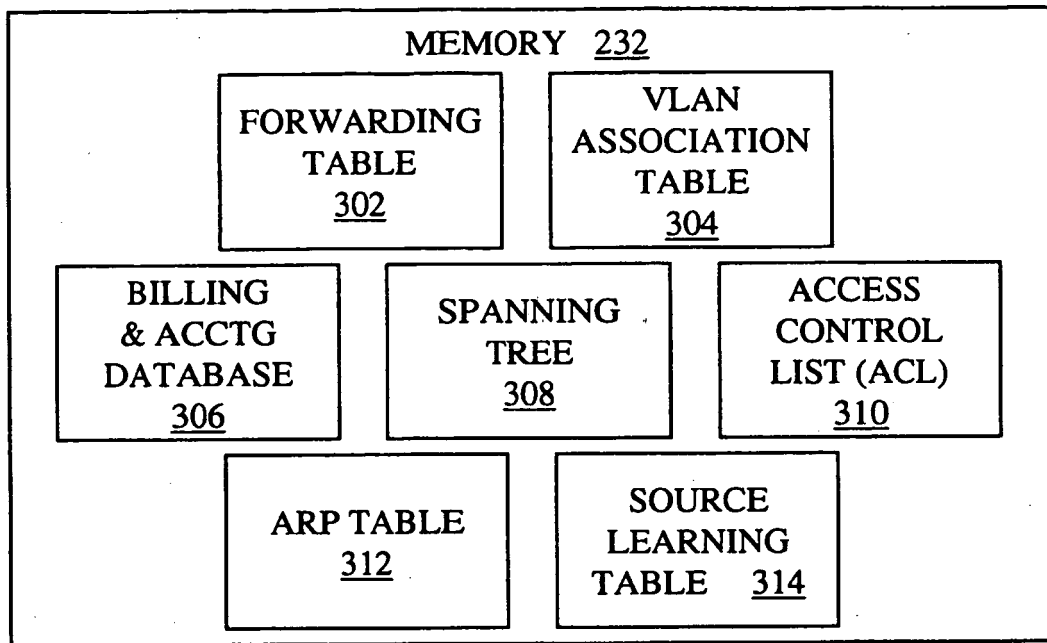 MEMORY 232
FORWARDING
TABLE
302
VLAN
ASSOCIATION
TABLE
304
BILLING
& ACCTG
DATABASE
306
SPANNING
TREE
308
ACCESS
CONTROL
LIST (ACL)
310
ARP TABLE
312
SOURCE
LEARNING
TABLE 314